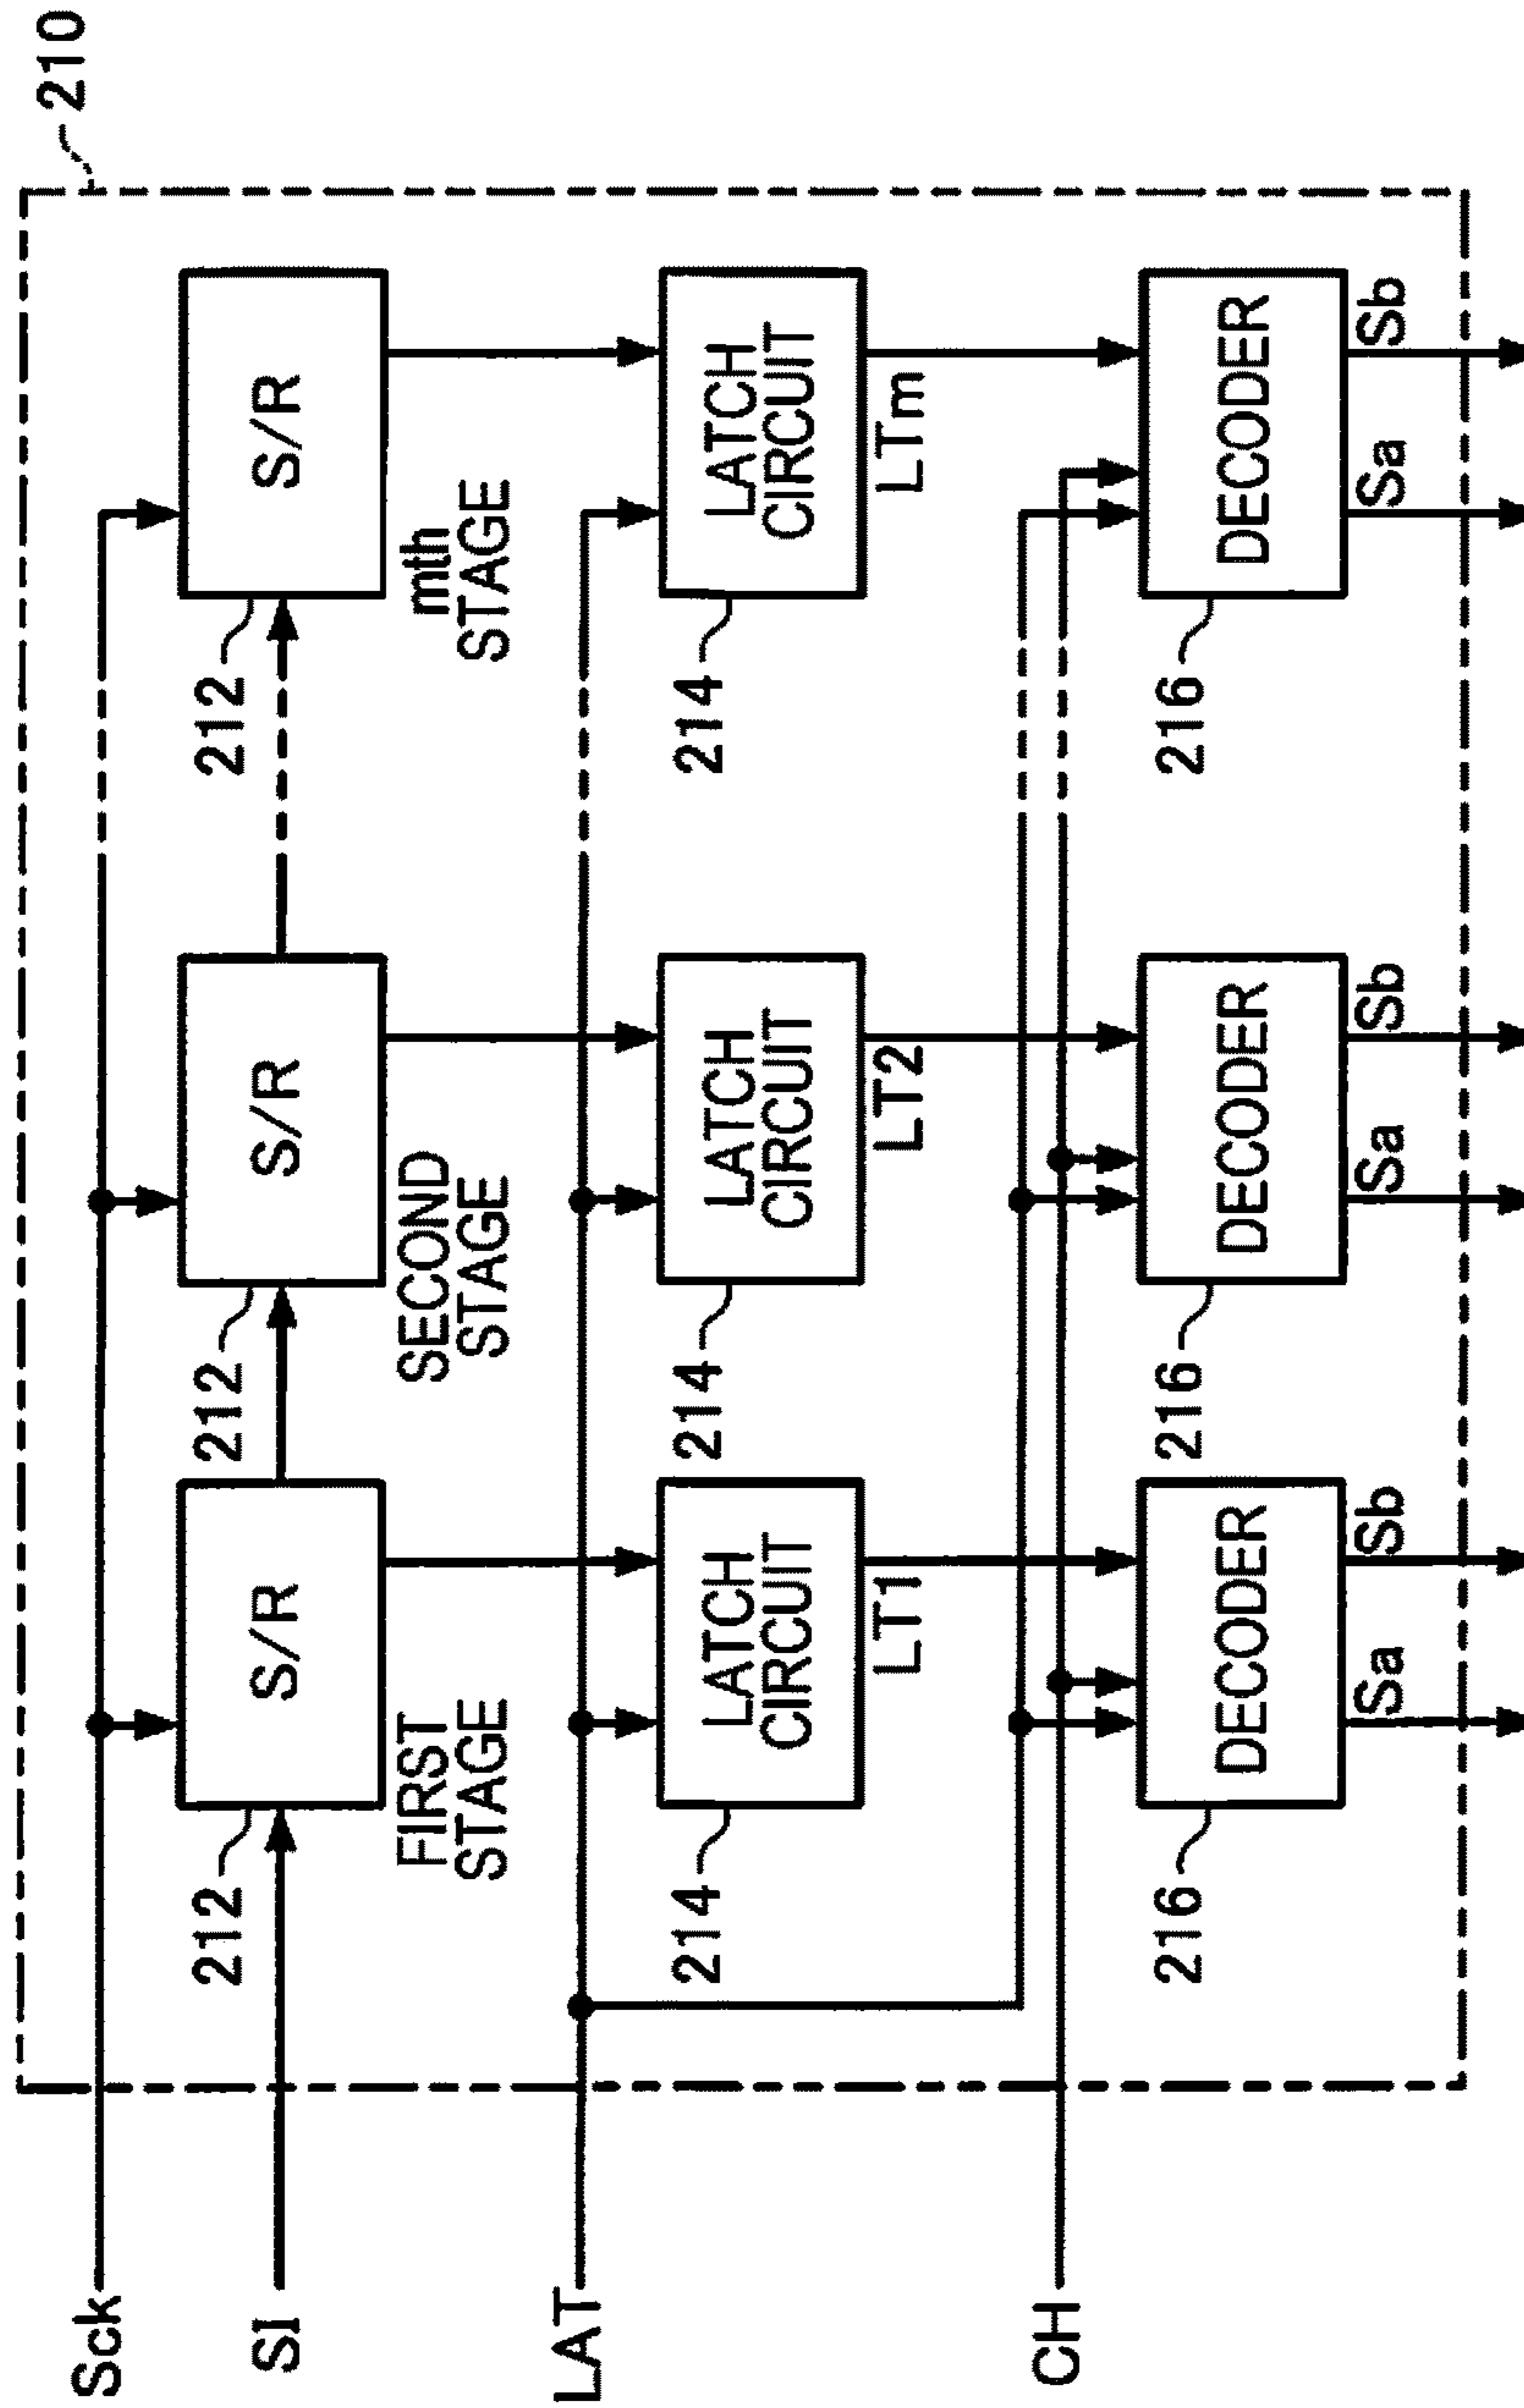 210
Sck
SI
S/R
S/R
S/R
212
212
212
FIRST
STAGE
SECOND
STAGE
mth
STAGE
LAT
LATCH
CIRCUIT
LATCH
CIRCUIT
LATCH
CIRCUIT
214
214
214
LT1
LT2
LTm
CH
DECODER
DECODER
DECODER
216
216
216
Sa
Sb
Sa
Sb
Sa
Sb